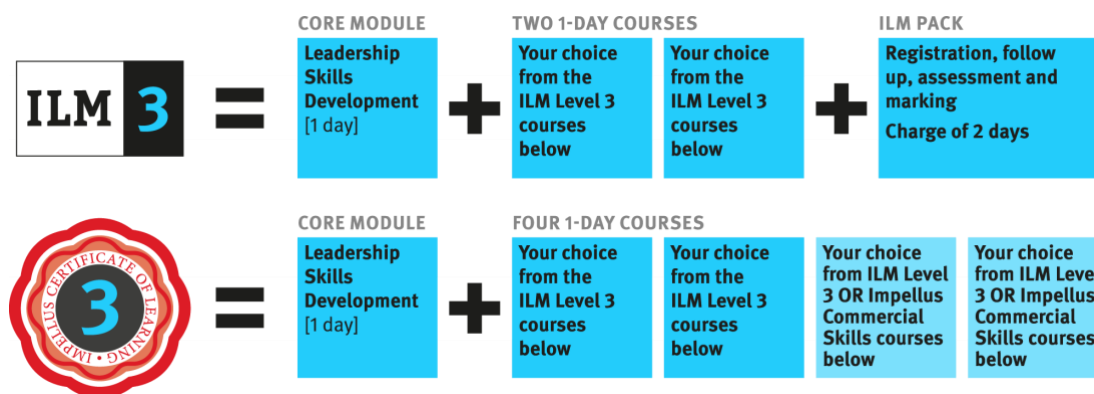 CORE MODULE
TWO 1-DAY COURSES
ILM PACK
ILM 3
=
Leadership
Skills
Development
[1 day]
+
Your choice
from the
ILM Level 3
courses
below
Your choice
from the
ILM Level 3
courses
below
+
Registration, follow
up, assessment and
marking
Charge of 2 days
CORE MODULE
FOUR 1-DAY COURSES
IMPELLUS CERTIFICATE OF LEARNING •
3
=
Leadership
Skills
Development
[1 day]
+
Your choice
from the
ILM Level 3
courses
below
Your choice
from the
ILM Level 3
courses
below
Your choice
from ILM Level
3 OR Impellus
Commercial
Skills courses
below
Your choice
from ILM Leve
3 OR Impellus
Commercial
Skills courses
below